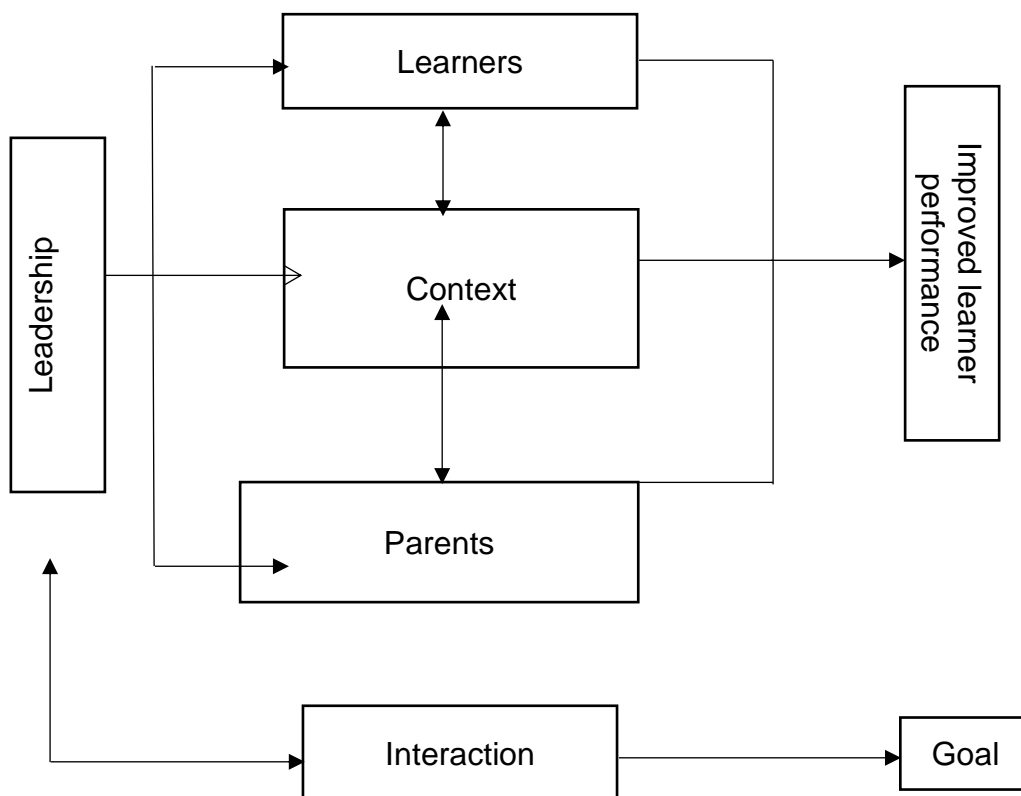 Learners
Leadership
Context
Improved learner
performance
Parents
Interaction
Goal